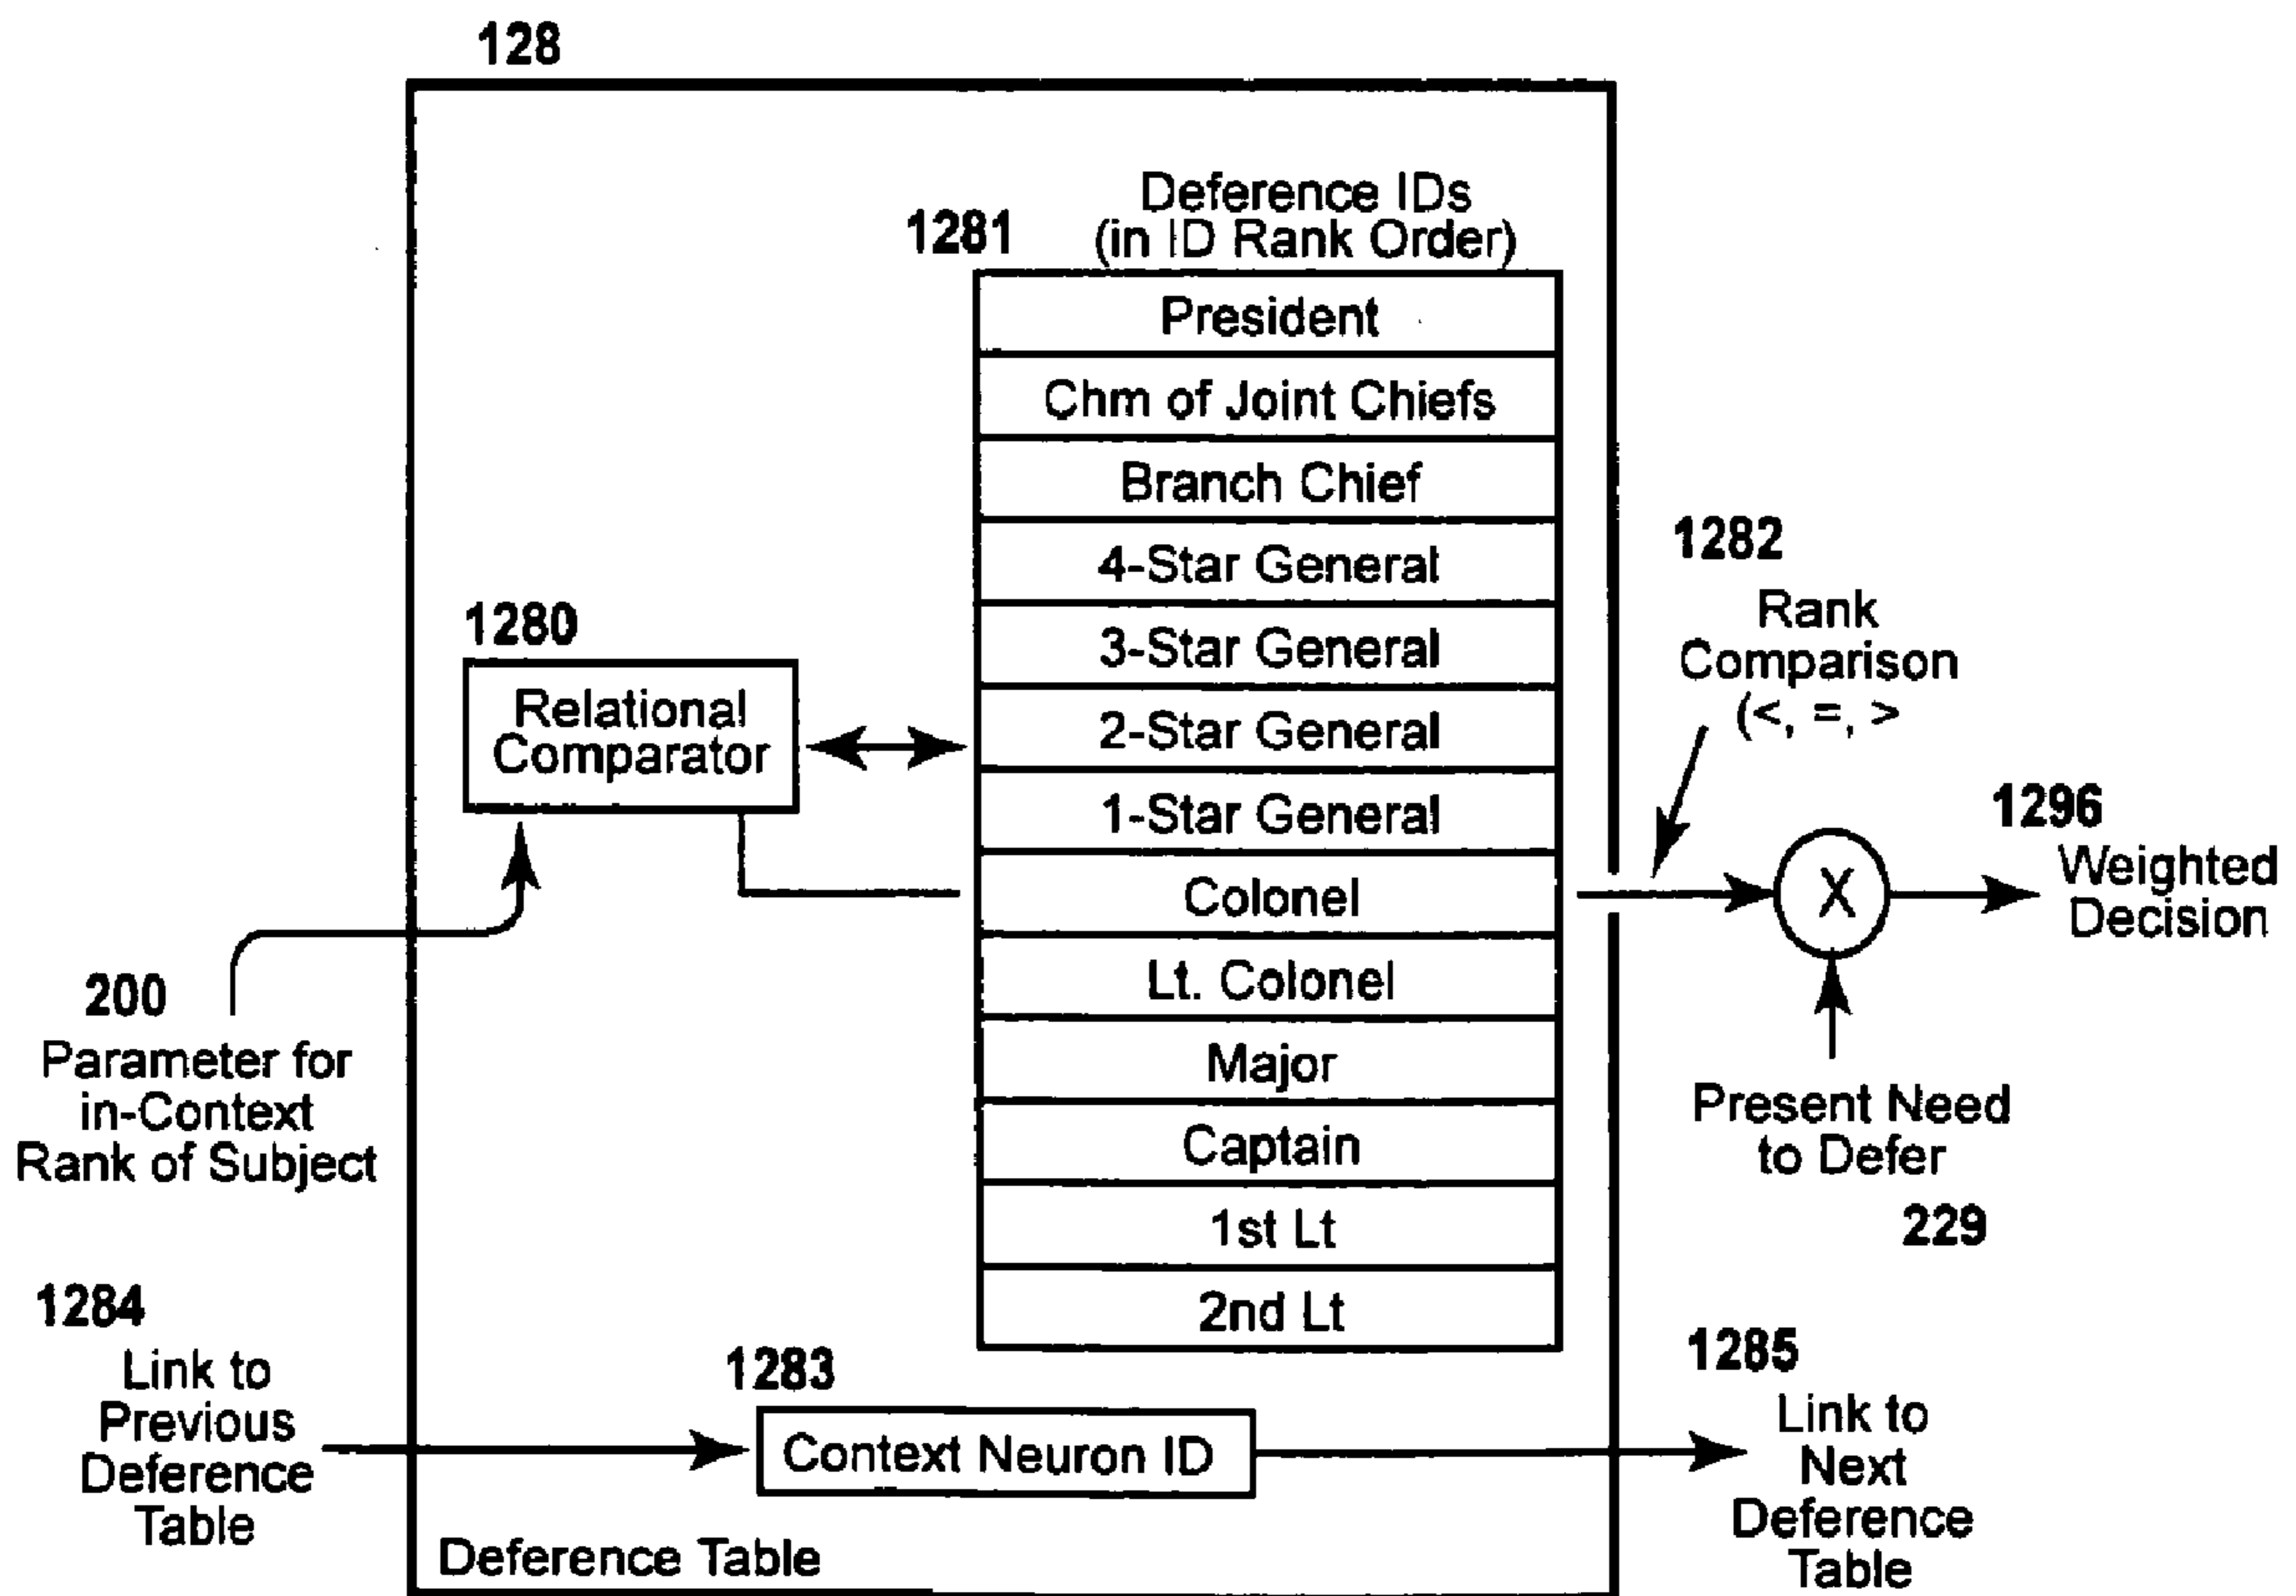 128
1281
Deference IDs
(in ID Rank Order)
President
Chm of Joint Chiefs
Branch Chief
4-Star General
3-Star General
2-Star General
1-Star General
Colonel
Lt. Colonel
Major
Captain
1st Lt
2nd Lt
1280
Relational
Comparator
1282
Rank
Comparison
(<, =, >
1296
Weighted
Decision
X
Present Need
to Defer
229
200
Parameter for
in-Context
Rank of Subject
1284
Link to
Previous
Deference
Table
1283
Context Neuron ID
1285
Link to
Next
Deference
Table
Deference Table